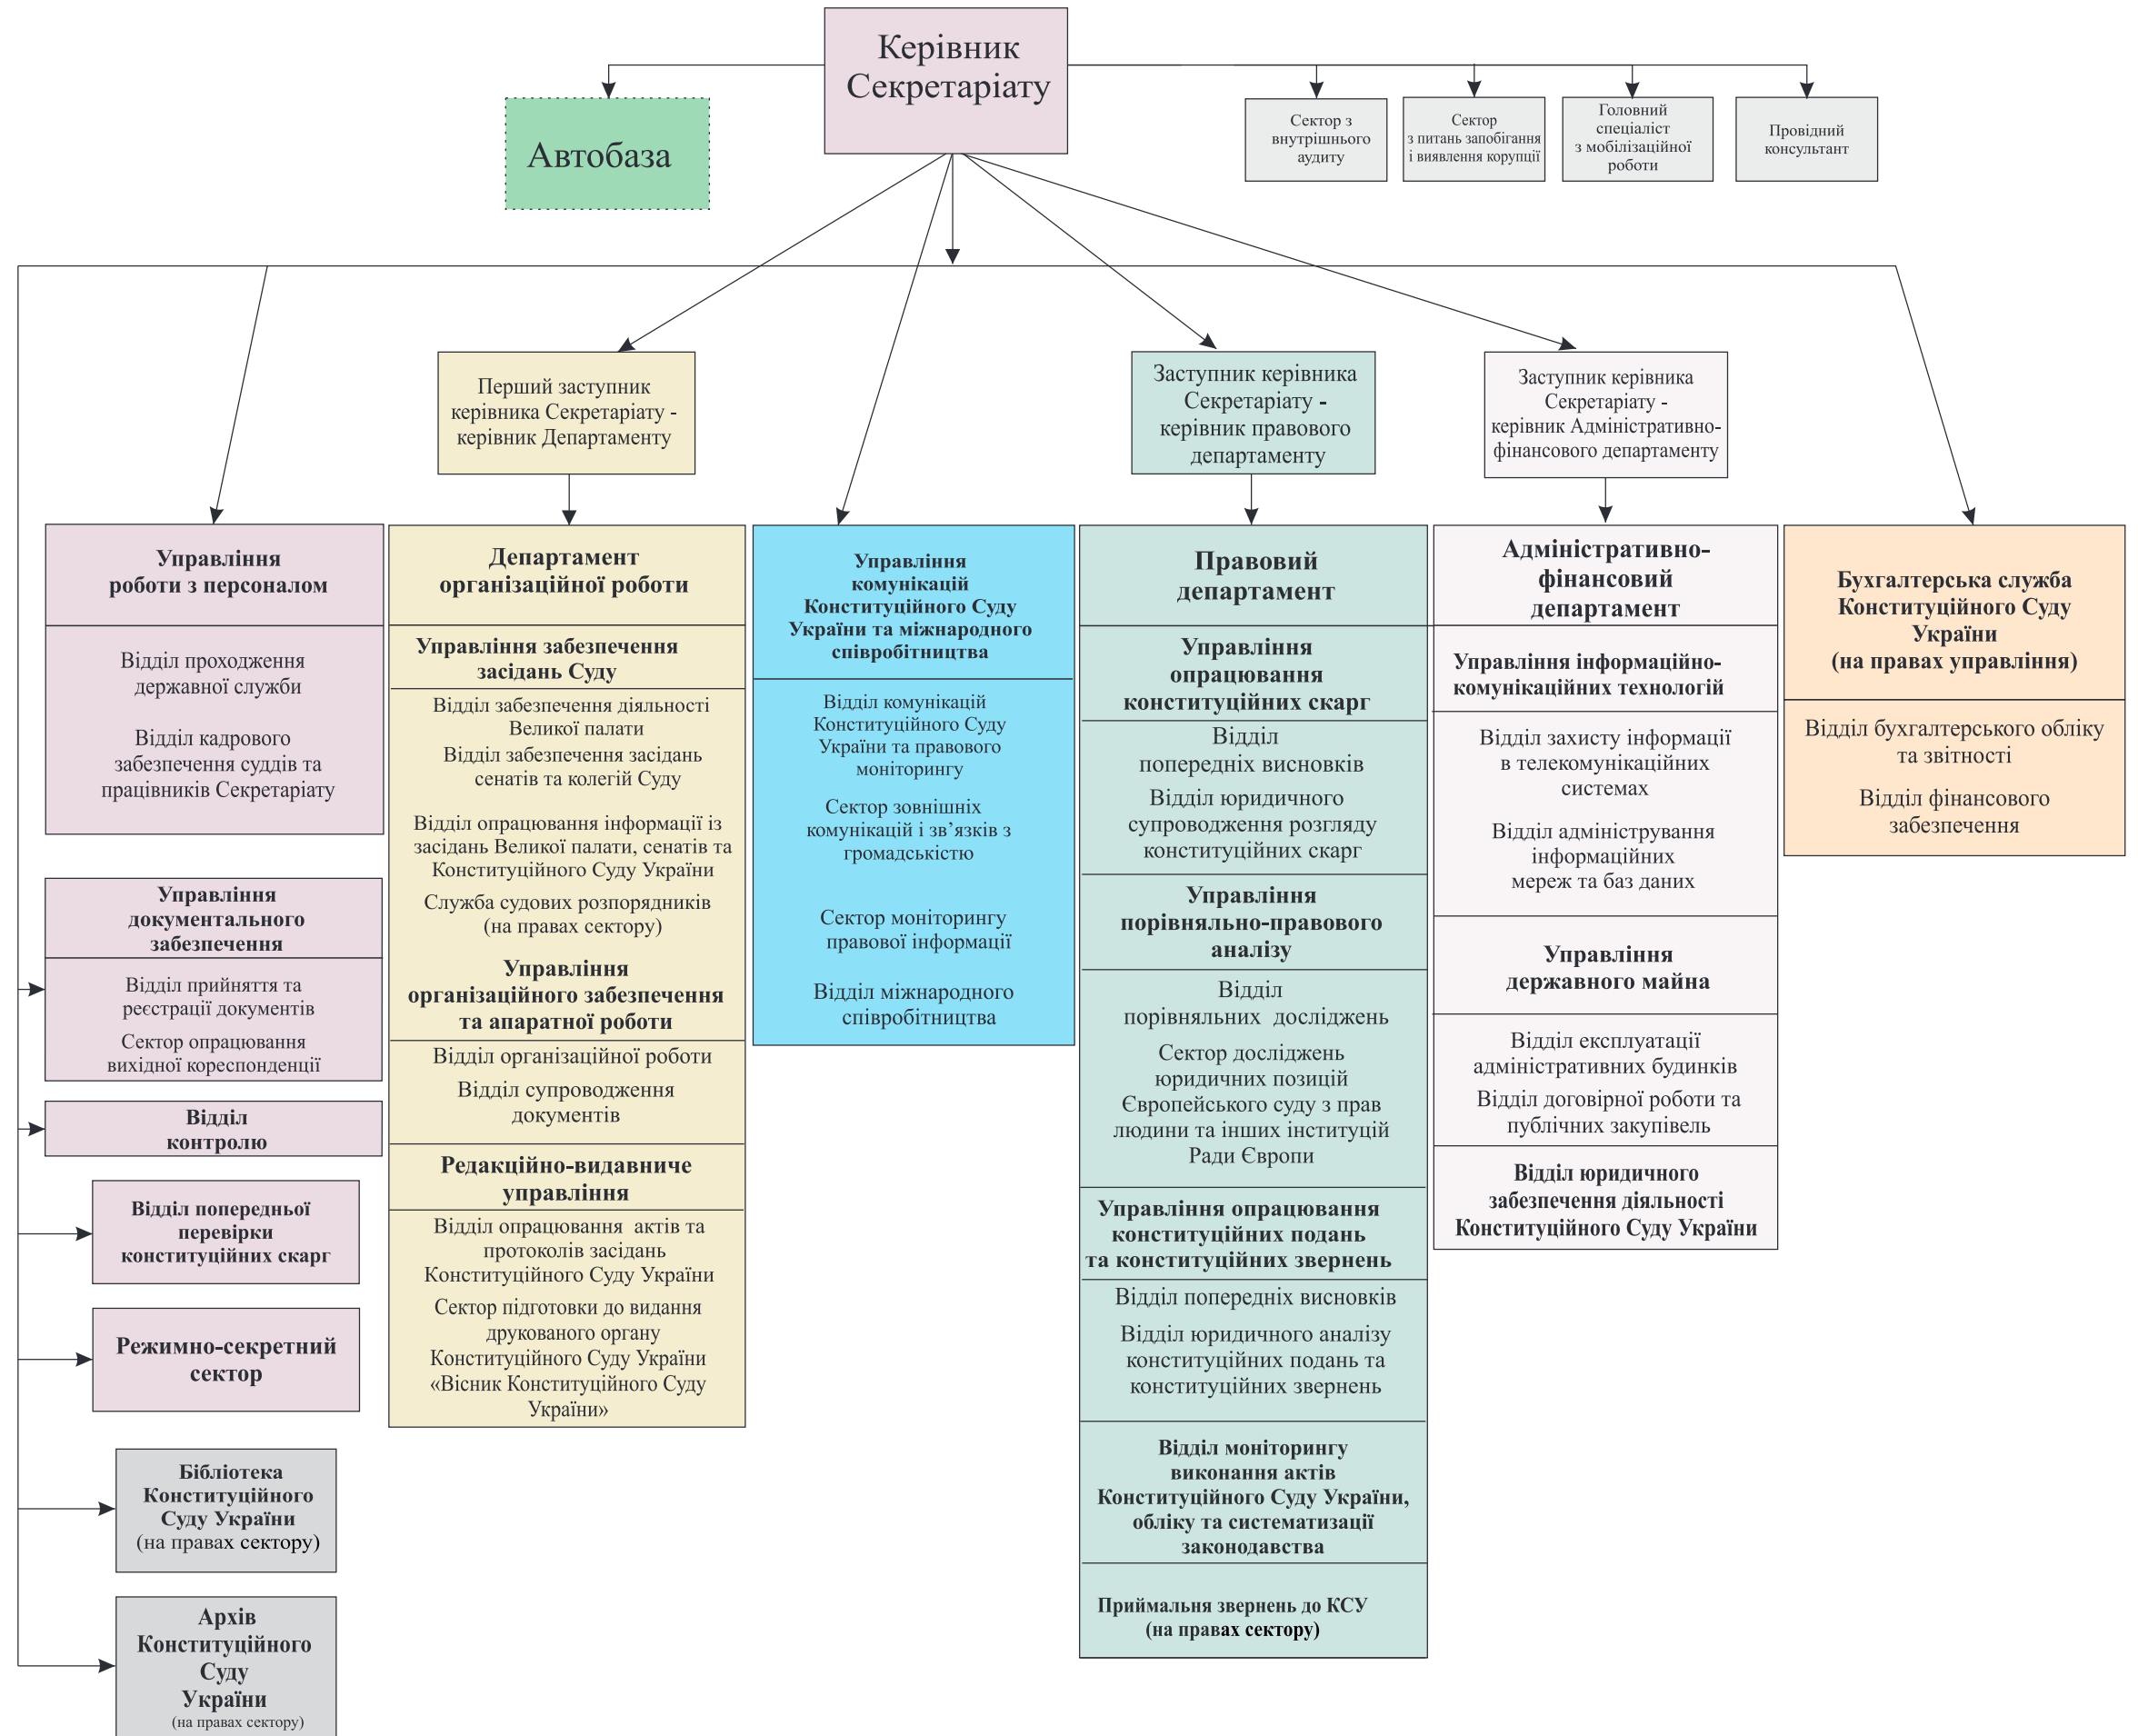 Керівник
Секретаріату
Автобаза
Сектор з
внутрішнього
аудиту
Сектор
з питань запобігання
і виявлення корупції
Головний
спеціаліст
з мобілізаційної
роботи
Провідний
консультант
Перший заступник
керівника Секретаріату -
керівник Департаменту
Заступник керівника
Секретаріату -
керівник правового
департаменту
Заступник керівника
Секретаріату -
керівник Адміністративно-
фінансового департаменту
Управління
роботи з персоналом
Відділ проходження
державної служби
Відділ кадрового
забезпечення суддів та
працівників Секретаріату
Управління
документального
забезпечення
Відділ прийняття та
реєстрації документів
Сектор опрацювання
вихідної кореспонденції
Відділ
контролю
Відділ попередньої
перевірки
конституційних скарг
Режимно-секретний
сектор
Бібліотека
Конституційного
Суду України
(на правах сектору)
Архів
Конституційного
Суду
України
(на правах сектору)
Департамент
організаційної роботи
Управління забезпечення
засідань Суду
Відділ забезпечення діяльності
Великої палати
Відділ забезпечення засідань
сенатів та колегій Суду
Відділ опрацювання інформації із
засідань Великої палати, сенатів та
Конституційного Суду України
Служба судових розпорядників
(на правах сектору)
Управління
організаційного забезпечення
та апаратної роботи
Відділ організаційної роботи
Відділ супроводження
документів
Редакційно-видавниче
управління
Відділ опрацювання актів та
протоколів засідань
Конституційного Суду України
Сектор підготовки до видання
друкованого органу
Конституційного Суду України
«Вісник Конституційного Суду
України»
Управління
комунікацій
Конституційного Суду
України та міжнародного
співробітництва
Відділ комунікацій
Конституційного Суду
України та правового
моніторингу
Сектор зовнішніх
комунікацій і зв’язків з
громадськістю
Сектор моніторингу
правової інформації
Відділ міжнародного
співробітництва
Правовий
департамент
Управління
опрацювання
конституційних скарг
Відділ
попередніх висновків
Відділ юридичного
супроводження розгляду
конституційних скарг
Управління
порівняльно-правового
аналізу
Відділ
порівняльних досліджень
Сектор досліджень
юридичних позицій
Європейського суду з прав
людини та інших інституцій
Ради Європи
Управління опрацювання
конституційних подань
та конституційних звернень
Відділ попередніх висновків
Відділ юридичного аналізу
конституційних подань та
конституційних звернень
Відділ моніторингу
виконання актів
Конституційного Суду України,
обліку та систематизації
законодавства
Приймальня звернень до КСУ
(на правах сектору)
Адміністративно-
фінансовий
департамент
Управління інформаційно-
комунікаційних технологій
Відділ захисту інформації
в телекомунікаційних
системах
Відділ адміністрування
інформаційних
мереж та баз даних
Управління
державного майна
Відділ експлуатації
адміністративних будинків
Відділ договірної роботи та
публічних закупівель
Відділ юридичного
забезпечення діяльності
Конституційного Суду України
Бухгалтерська служба
Конституційного Суду
України
(на правах управління)
Відділ бухгалтерського обліку
та звітності
Відділ фінансового
забезпечення